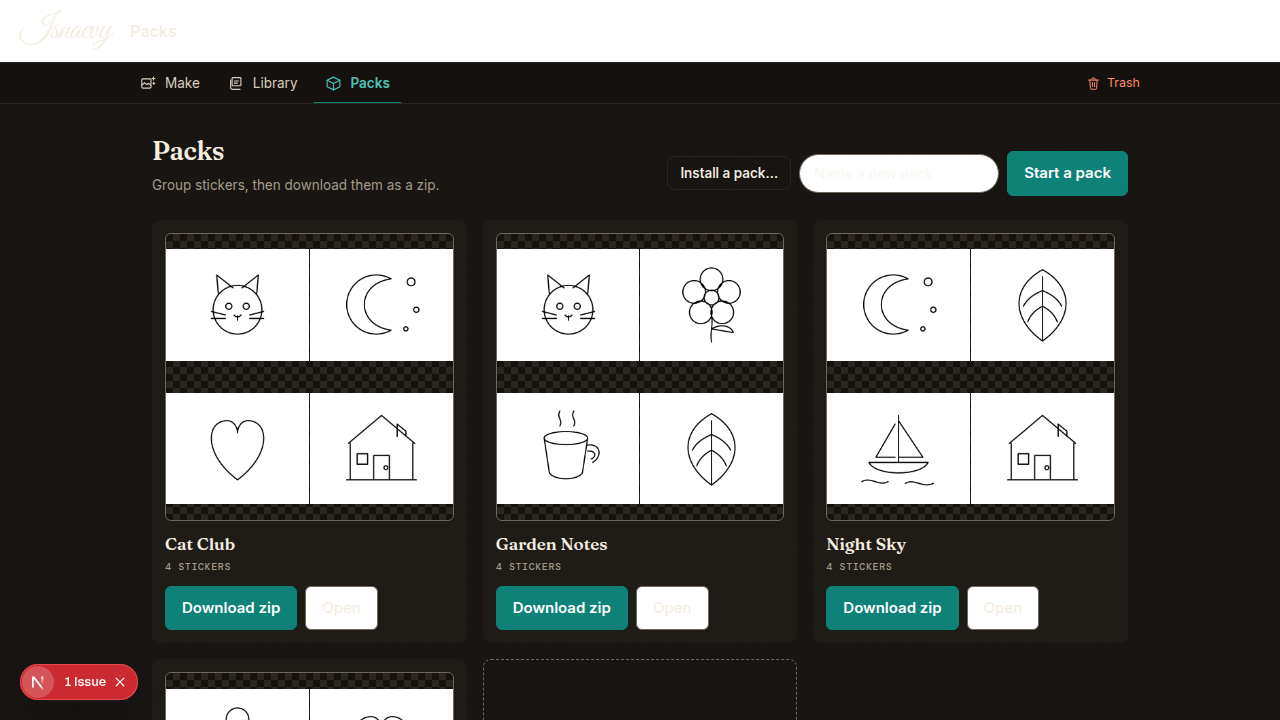 Isnaevy Packs
Make Library Packs Trash
Packs
Group stickers, then download them as a zip.
Install a pack... Name a new pack Start a pack
Cat Club
4 STICKERS
Download zip Open
Garden Notes
4 STICKERS
Download zip Open
Night Sky
4 STICKERS
Download zip Open
N 1 Issue